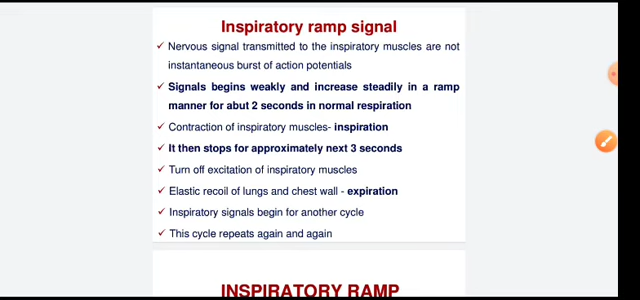 Inspiratory ramp signal
✓ Nervous signal transmitted to the inspiratory muscles are not
instantaneous burst of action potentials
✓ Signals begins weakly and increase steadily in a ramp
manner for abut 2 seconds in normal respiration
✓ Contraction of inspiratory muscles- inspiration
✓ It then stops for approximately next 3 seconds
✓ Turn off excitation of inspiratory muscles
✓ Elastic recoil of lungs and chest wall - expiration
✓ Inspiratory signals begin for another cycle
✓ This cycle repeats again and again
INSPIRATORY RAMP